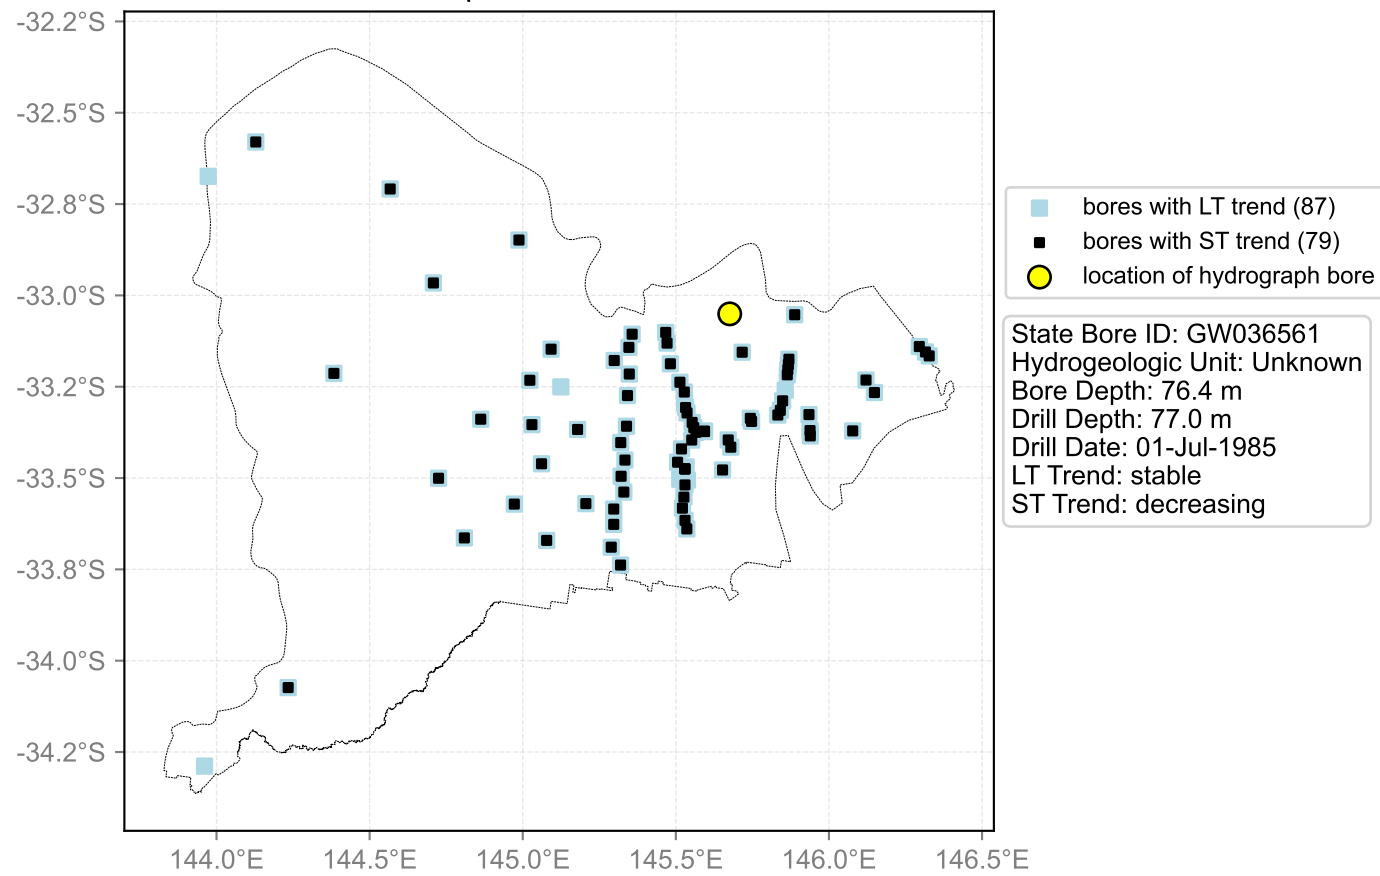 -32.2°S
-32.5°S
-32.8°S
-33.0°S
-33.2°S
-33.5°S
-33.8°S
-34.0°S
-34.2°S
144.0°E 144.5°E 145.0°E 145.5°E 146.0°E 146.5°E
bores with LT trend (87)
bores with ST trend (79)
location of hydrograph bore
State Bore ID: GW036561
Hydrogeologic Unit: Unknown
Bore Depth: 76.4 m
Drill Depth: 77.0 m
Drill Date: 01-Jul-1985
LT Trend: stable
ST Trend: decreasing